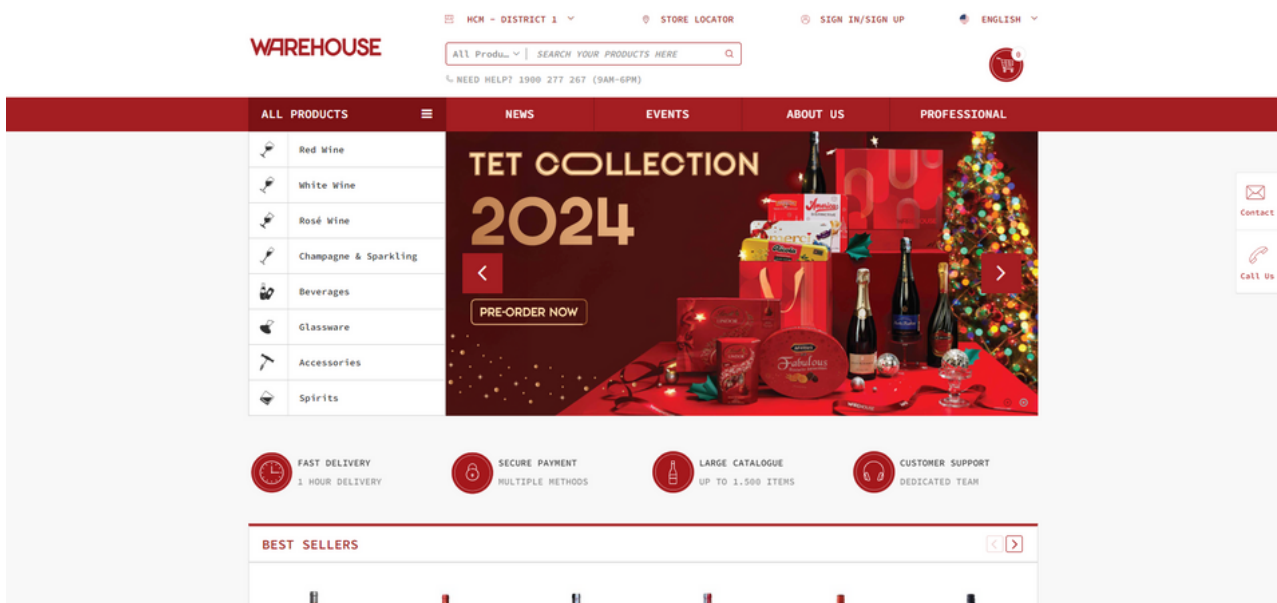 HCM - DISTRICT 1
STORE LOCATOR
SIGN IN/SIGN UP
ENGLISH
WAREHOUSE
All Produ…
SEARCH YOUR PRODUCTS HERE
0
NEED HELP? 1900 277 267 (9AM-6PM)
ALL PRODUCTS
NEWS
EVENTS
ABOUT US
PROFESSIONAL
Red Wine
White Wine
Rosé Wine
Champagne & Sparkling
Beverages
Glassware
Accessories
Spirits
TET COLLECTION
2024
PRE-ORDER NOW
WAREHOUSE
merci
Fabulous
WAREHOUSE
Contact
Call Us
FAST DELIVERY
1 HOUR DELIVERY
SECURE PAYMENT
MULTIPLE METHODS
LARGE CATALOGUE
UP TO 1.500 ITEMS
CUSTOMER SUPPORT
DEDICATED TEAM
BEST SELLERS